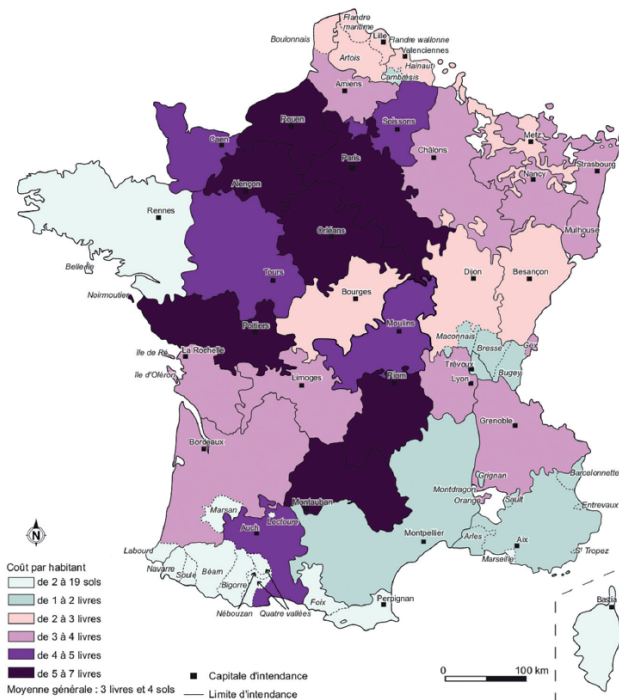 Boulonnais
Flandre
maritime
Lille
Flandre wallonne
Valenciennes
Artois
Hainaut
Cambrésis
Amiens
Rouen
Soissons
Caen
Metz
Châlons
Paris
Strasbourg
Nancy
Alençon
Rennes
Orléans
Mulhouse
Belle-Ile
Tours
Dijon
Besançon
Noirmoutier
Bourges
Poitiers
Moulins
Maconnais
Bresse
Gex
Ile de Ré
La Rochelle
Trévoux
Bugey
Ile d'Oléron
Limoges
Riom
Lyon
Grenoble
Bordeaux
Barcelonnette
Grignan
Montdragon
Sault
Orange
Montauban
Marsan
Lectoure
Entrevaux
Auch
Arles
Aix
Montpellier
St Tropez
Labourd
Marseille
Navarre
Soule
Béarn
Bigorre
Foix
Perpignan
Nébouzan
Quatre vallées
Bastia
N
Coût par habitant
de 2 à 19 sols
de 1 à 2 livres
de 2 à 3 livres
de 3 à 4 livres
de 4 à 5 livres
de 5 à 7 livres
Moyenne générale : 3 livres et 4 sols
Capitale d'intendance
Limite d'intendance
0
100 km